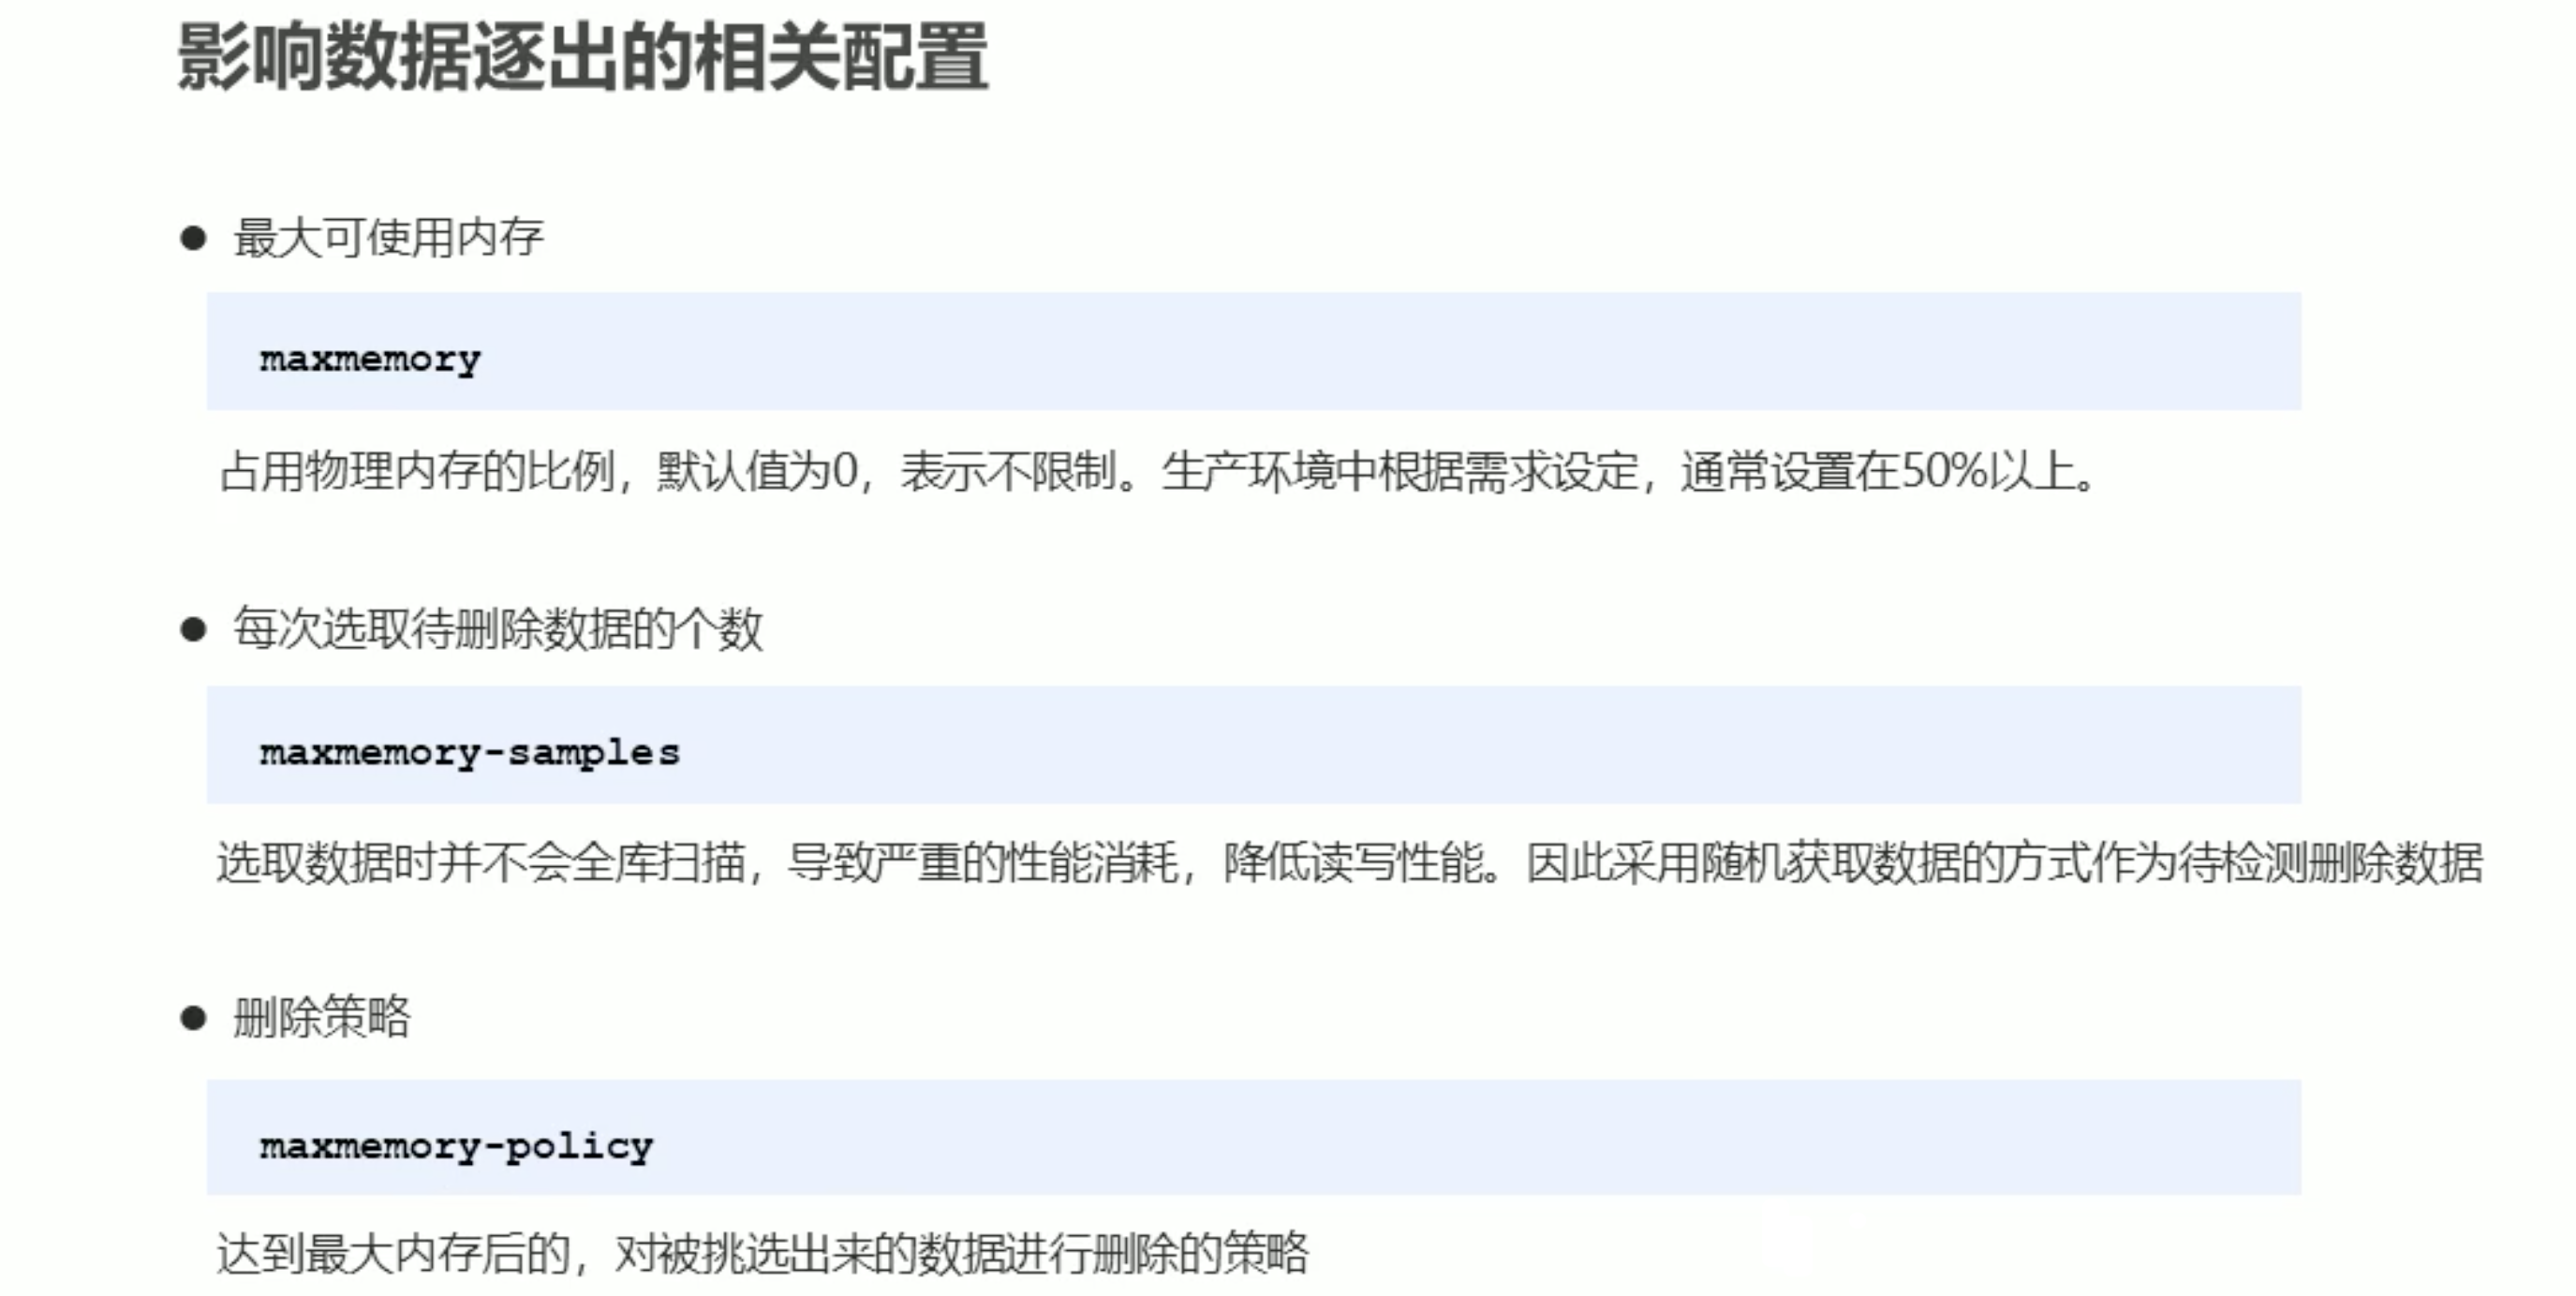 影响数据逐出的相关配置
● 最大可使用内存
maxmemory
占用物理内存的比例，默认值为0，表示不限制。生产环境中根据需求设定，通常设置在50%以上。
● 每次选取待删除数据的个数
maxmemory-samples
选取数据时并不会全库扫描，导致严重的性能消耗，降低读写性能。因此采用随机获取数据的方式作为待检测删除数据
● 删除策略
maxmemory-policy
达到最大内存后的，对被挑选出来的数据进行删除的策略